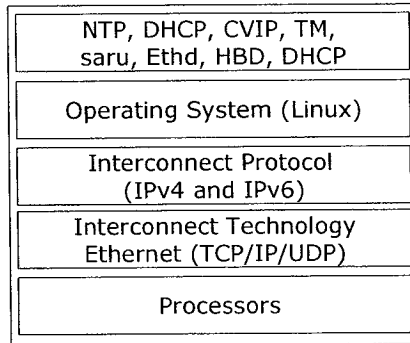 NTP, DHCP, CVIP, TM,
saru, Ethd, HBD, DHCP
Operating System (Linux)
Interconnect Protocol
(IPv4 and IPv6)
Interconnect Technology
Ethernet (TCP/IP/UDP)
Processors